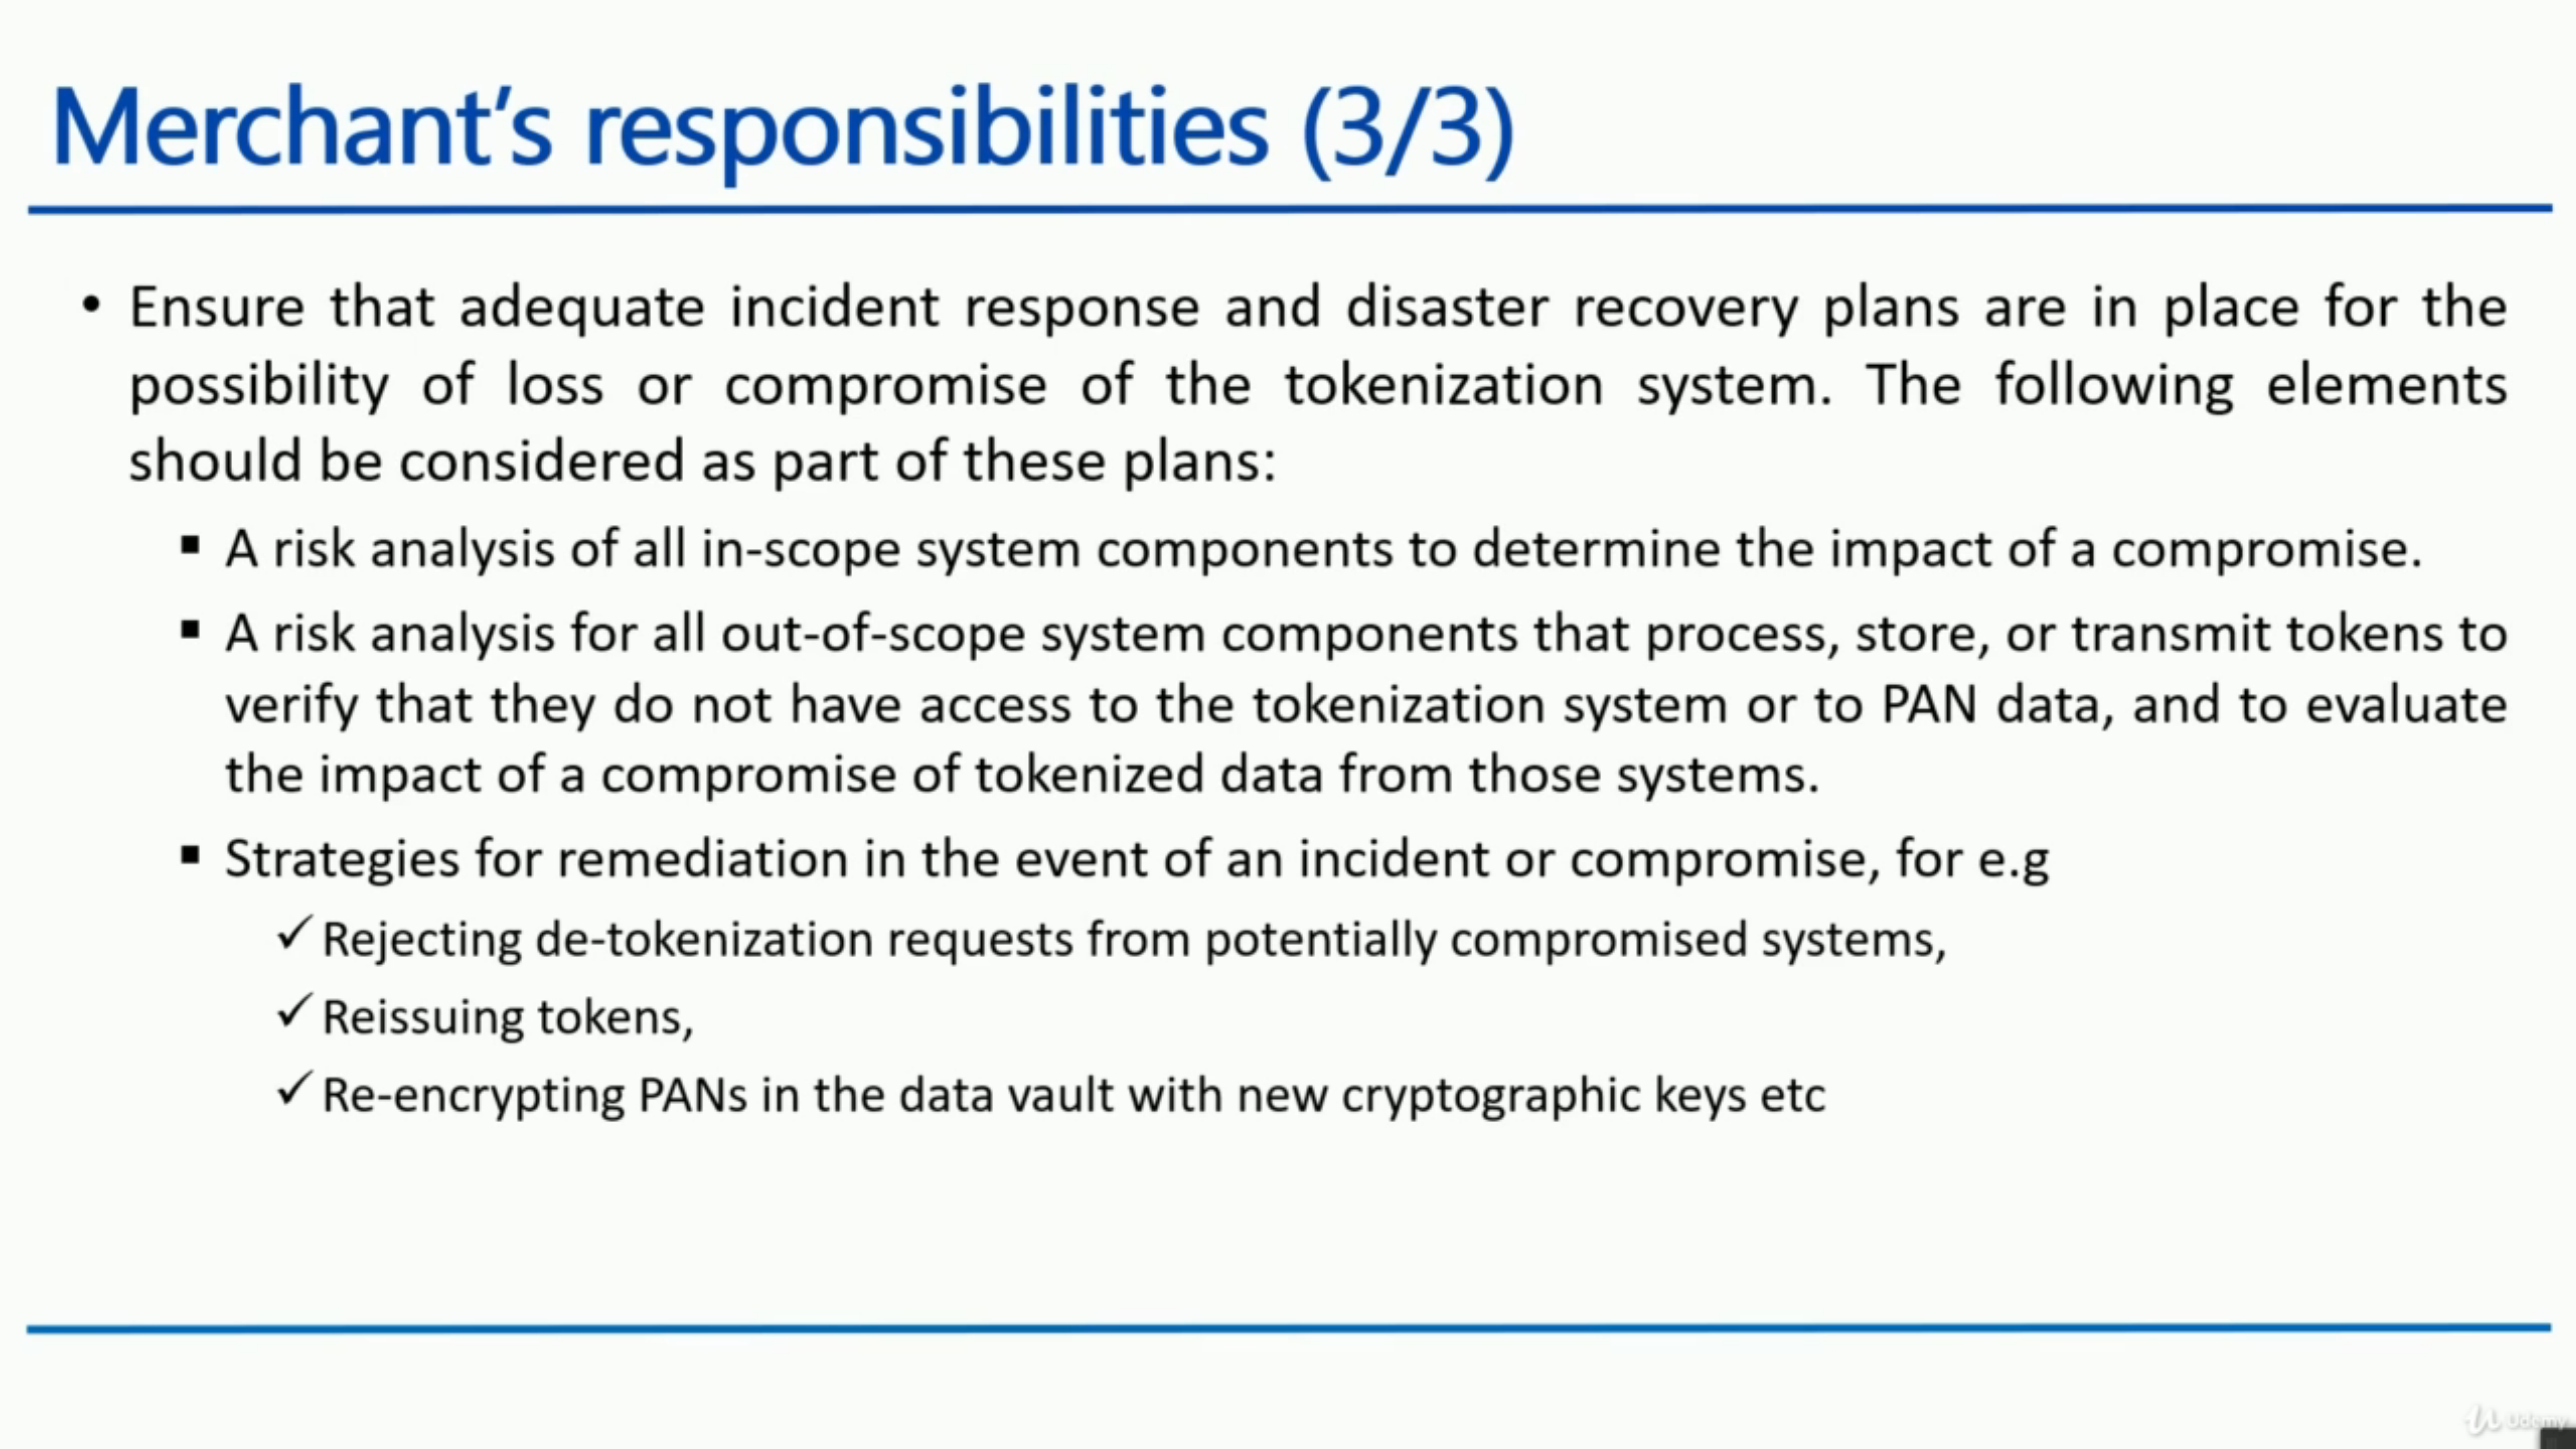 Merchant’s responsibilities (3/3)
• Ensure that adequate incident response and disaster recovery plans are in place for the
possibility of loss or compromise of the tokenization system. The following elements
should be considered as part of these plans:
▪ A risk analysis of all in-scope system components to determine the impact of a compromise.
▪ A risk analysis for all out-of-scope system components that process, store, or transmit tokens to
verify that they do not have access to the tokenization system or to PAN data, and to evaluate
the impact of a compromise of tokenized data from those systems.
▪ Strategies for remediation in the event of an incident or compromise, for e.g
✓ Rejecting de-tokenization requests from potentially compromised systems,
✓ Reissuing tokens,
✓ Re-encrypting PANs in the data vault with new cryptographic keys etc
Udemy